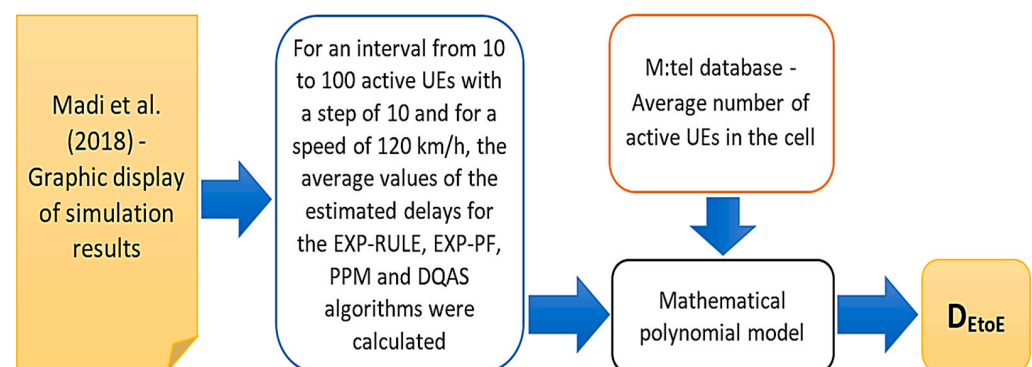 Madi et al.
(2018) -
Graphic display
of simulation
results
For an interval from 10
to 100 active UEs with
a step of 10 and for a
speed of 120 km/h, the
average values of the
estimated delays for
the EXP-RULE, EXP-PF,
PPM and DQAS
algorithms were
calculated
M:tel database -
Average number of
active UEs in the cell
Mathematical
polynomial model
DEtoE